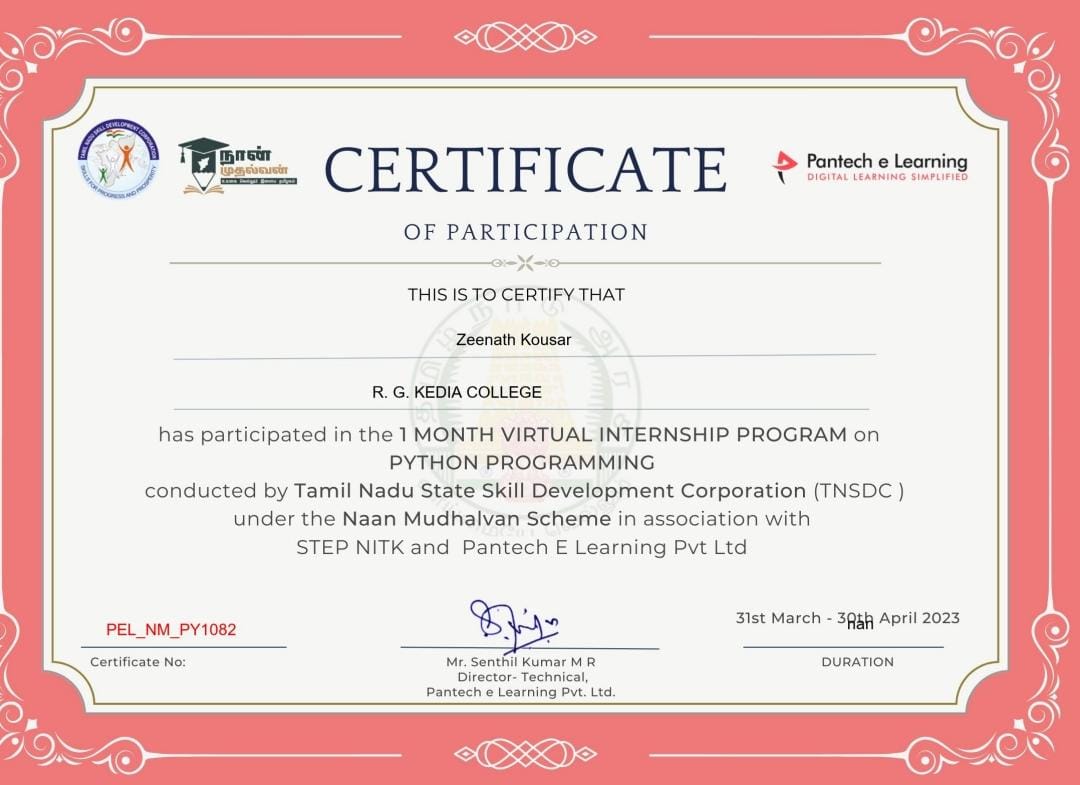 TAMIL NADU SKILL DEVELOPMENT CORPORATION
SKILLS FOR PROGRESS AND PROSPERITY
நான்
முதல்வன்
உலகை வெல்லும் இளைய தமிழகம்
CERTIFICATE
Pantech e Learning
DIGITAL LEARNING SIMPLIFIED
OF PARTICIPATION
THIS IS TO CERTIFY THAT
Zeenath Kousar
R. G. KEDIA COLLEGE
has participated in the 1 MONTH VIRTUAL INTERNSHIP PROGRAM on
PYTHON PROGRAMMING
conducted by Tamil Nadu State Skill Development Corporation (TNSDC )
under the Naan Mudhalvan Scheme in association with
STEP NITK and Pantech E Learning Pvt Ltd
PEL_NM_PY1082
Certificate No:
Mr. Senthil Kumar M R
Director- Technical,
Pantech e Learning Pvt. Ltd.
31st March - 30th April 2023
nan
DURATION